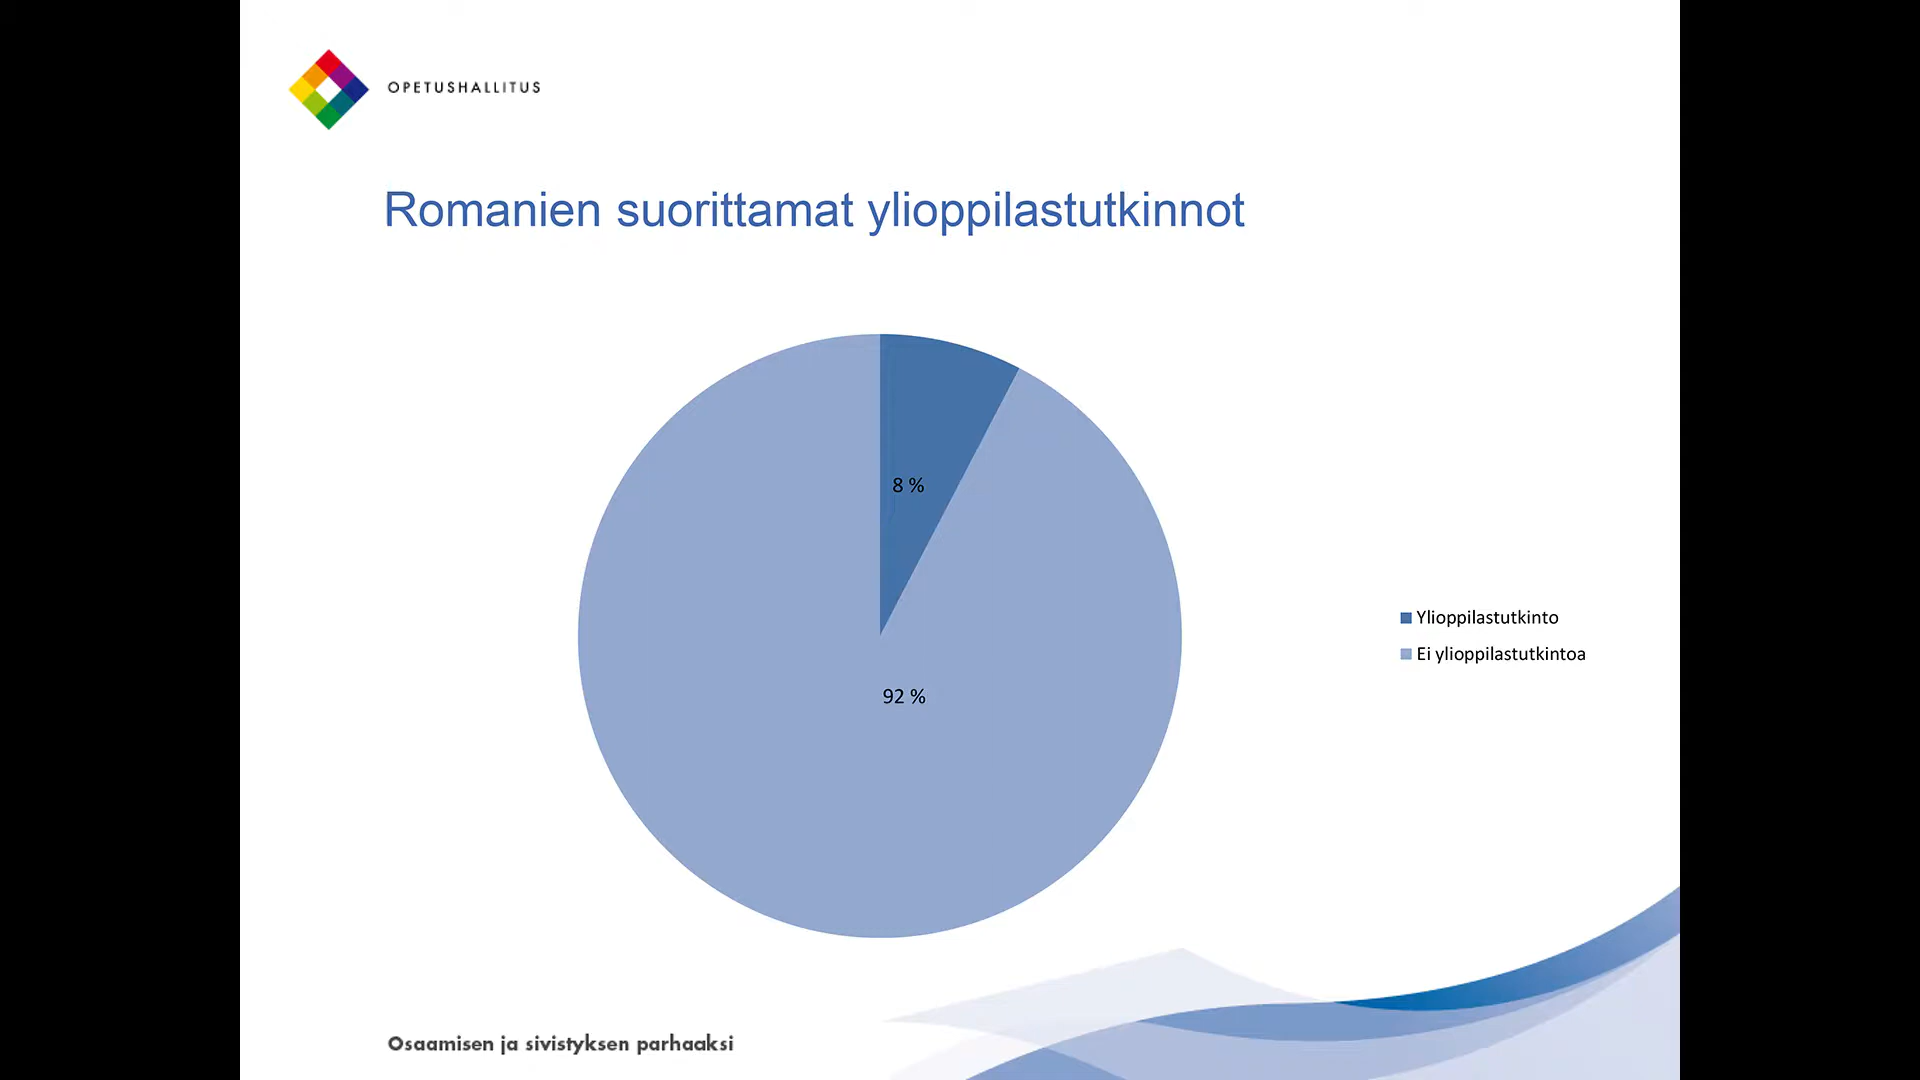 OPETUSHALLITUS
Romanien suorittamat ylioppilastutkinnot
8 %
92 %
Ylioppilastutkinto
Ei ylioppilastutkintoa
Osaamisen ja sivistyksen parhaaksi